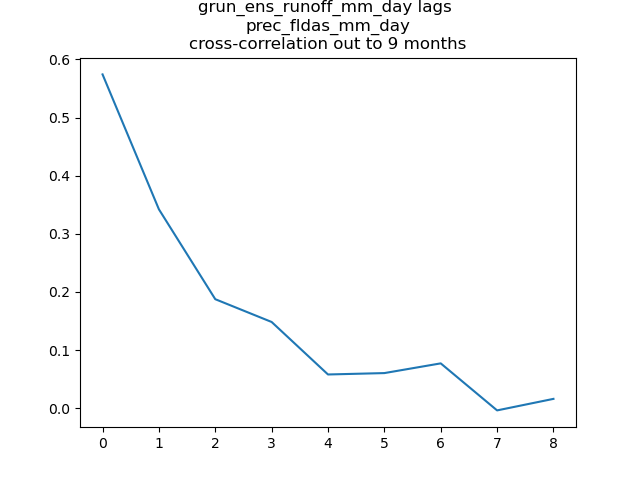 grun_ens_runoff_mm_day lags
prec_fldas_mm_day
cross-correlation out to 9 months
0.6
0.5
0.4
0.3
0.2
0.1
0.0
0 1 2 3 4 5 6 7 8